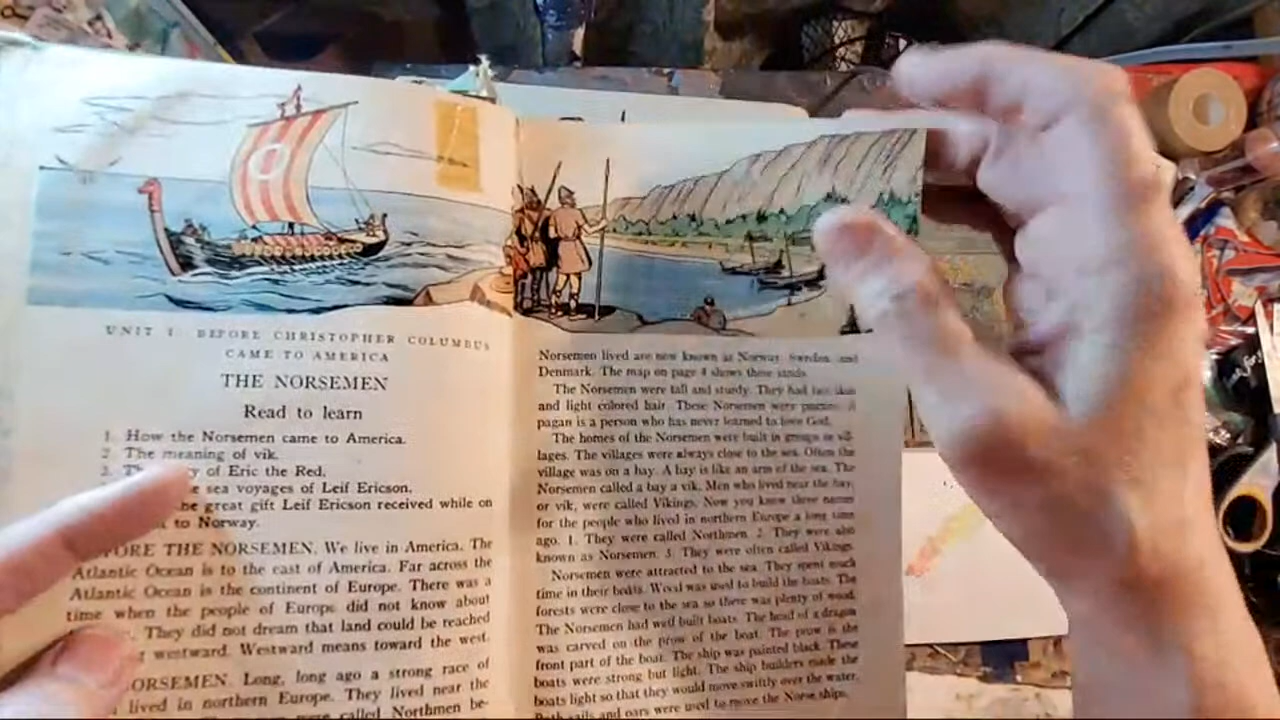 UNIT 1 BEFORE CHRISTOPHER COLUMBUS
CAME TO AMERICA
THE NORSEMEN
Read to learn
1. How the Norsemen came to America.
2. The meaning of vik.
3. of Eric the Red.
sea voyages of Leif Ericson.
great gift Leif Ericson received while on
to Norway.
THE NORSEMEN. We live in America. The
Atlantic Ocean is to the east of America. Far across the
Atlantic Ocean is the continent of Europe. There was a
time when the people of Europe did not know about
They did not dream that land could be reached
westward. Westward means toward the west.
Long, long ago a strong race of
lived in northern Europe. They lived near the
were called Northmen be-
Norsemen lived are now known as Norway, Sweden and
Denmark. The map on page 4 shows these lands.
The Norsemen were tall and sturdy. They had
and light colored hair. These Norsemen were A
pagan is a person who has never learned to love God.
The homes of the Norsemen were built in groups or vil-
lages. The villages were always close to the sea. Often the
village was on a bay. A bay is like an arm of the sea. The
Norsemen called a bay a vik. Men who lived near the bay,
or vik, were called Vikings. Now you know three names
for the people who lived in northern Europe a long time
ago. 1. They were called Northmen. 2. They were also
known as Norsemen. 3. They were often called Vikings.
Norsemen were attracted to the sea. They spent much
time in their boats. Wood was used to build the boats. The
forests were close to the sea so there was plenty of wood.
The Norsemen had well built boats. The head of a dragon
was carved on the prow of the boat. The prow is the
front part of the boat. The ship was painted black. These
boats were strong but light. The ship builders made the
boats light so that they would move swiftly over the water.
Both sails and oars were used to move the Norse ships.